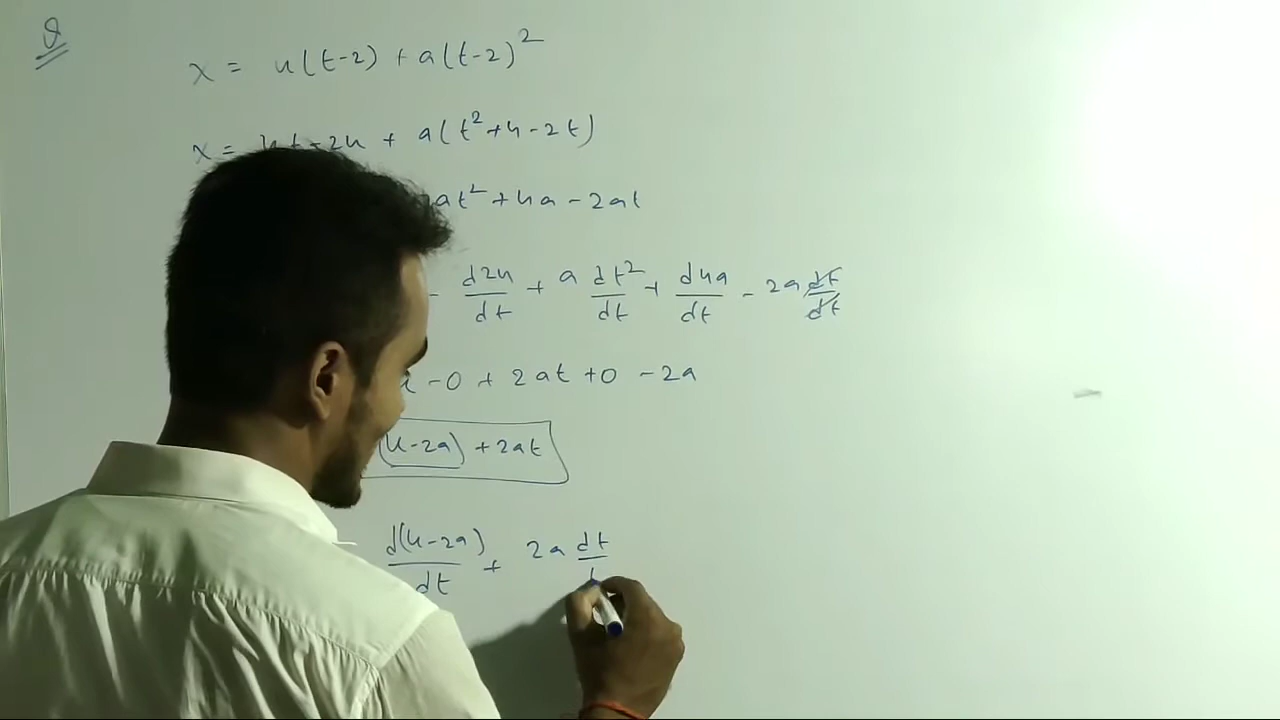 Q
x = u(t-2) + a(t-2)²
x = ut - 2u + a(t²+4-2t)
at² + 4a - 2at
- d2u/dt + a dt²/dt + d4a/dt - 2a dt/dt
- 0 + 2at + 0 - 2a
(u-2a) + 2at
d(u-2a)/dt + 2a dt